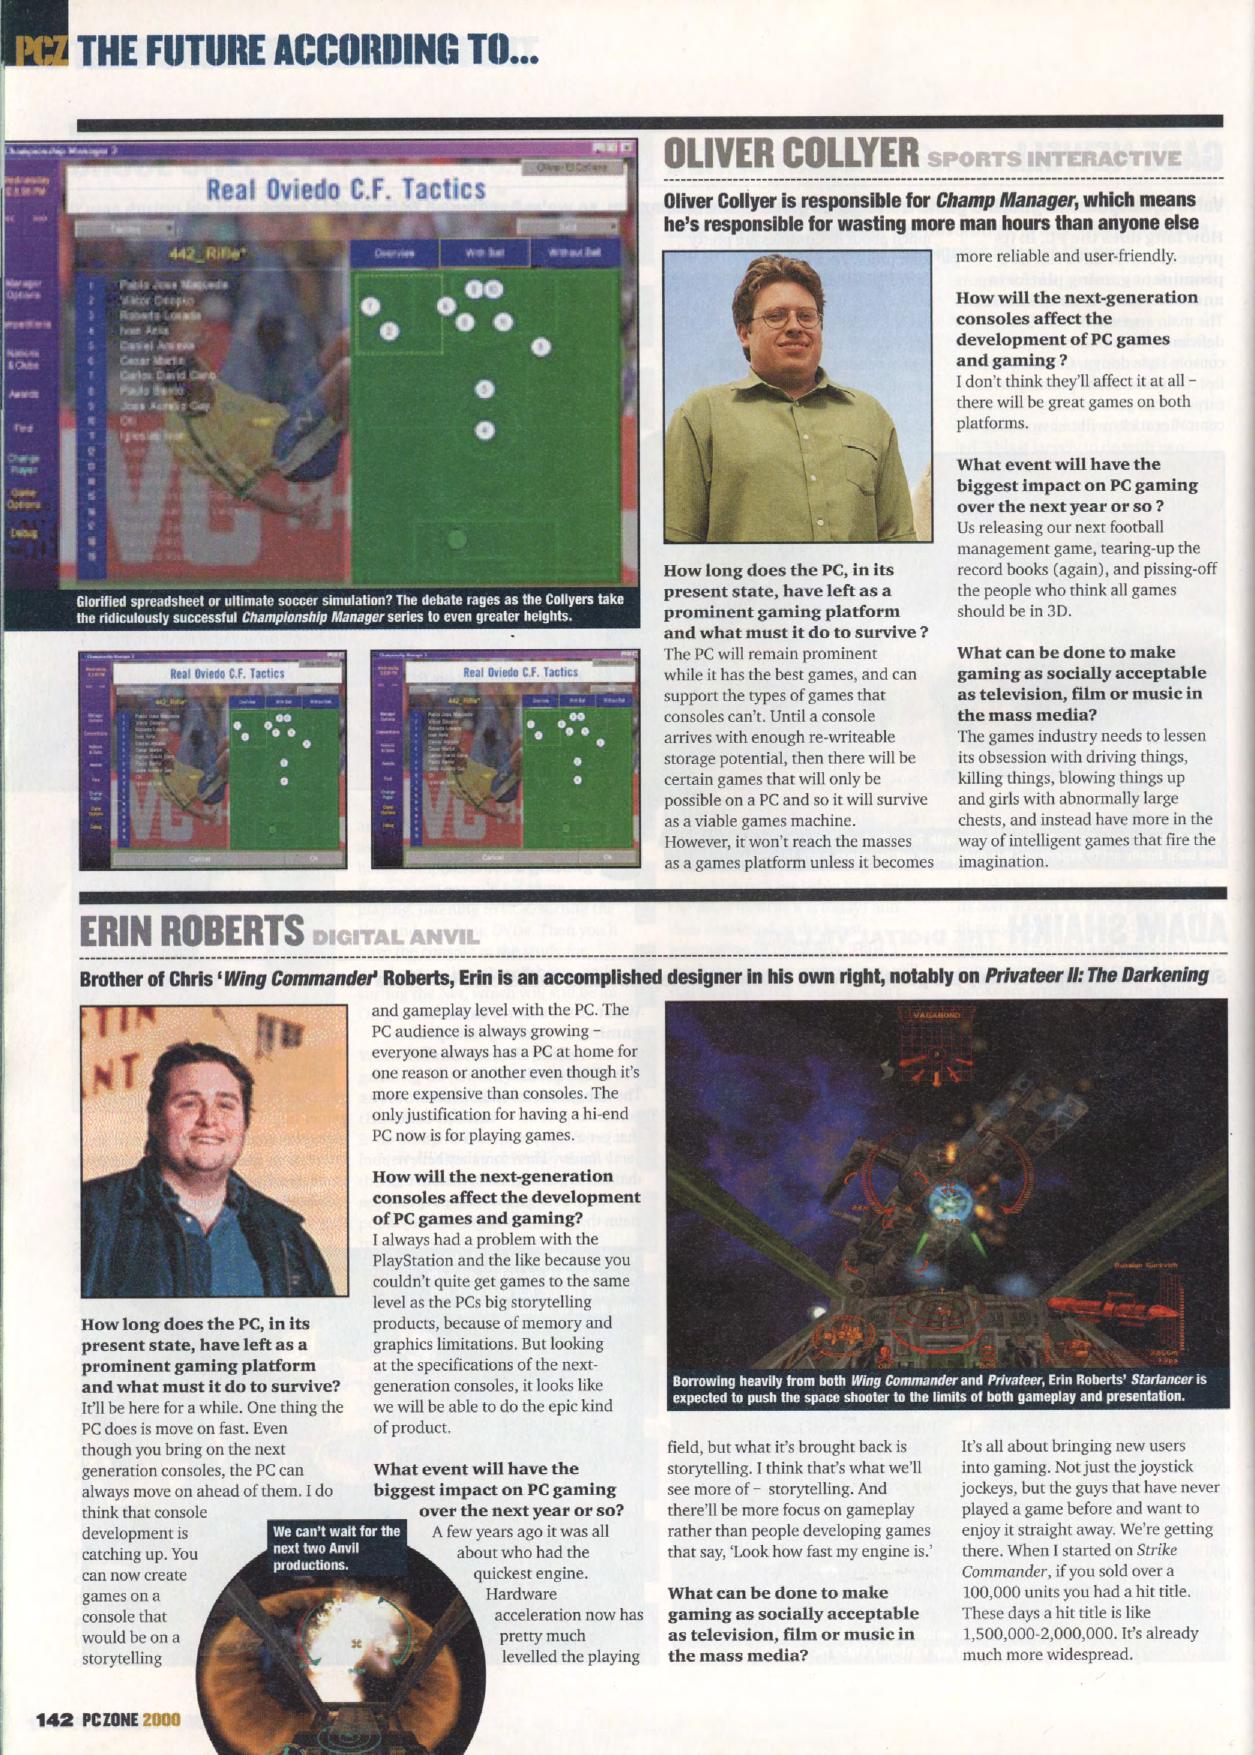 PCZ THE FUTURE ACCORDING TO...
Championship Manager 3
Real Oviedo C.F. Tactics
442_Rifle*
Overview
With Ball
Without Ball
Manager
Options
Nations
& Clubs
Awards
Find
Change
Player
Game
Options
Debug
Glorified spreadsheet or ultimate soccer simulation? The debate rages as the Collyers take
the ridiculously successful Championship Manager series to even greater heights.
Real Oviedo C.F. Tactics
442_Rifle*
Cancel
Ok
Real Oviedo C.F. Tactics
442_Rifle*
Cancel
Ok
OLIVER COLLYER SPORTS INTERACTIVE
Oliver Collyer is responsible for Champ Manager, which means
he's responsible for wasting more man hours than anyone else
How long does the PC, in its
present state, have left as a
prominent gaming platform
and what must it do to survive ?
The PC will remain prominent
while it has the best games, and can
support the types of games that
consoles can't. Until a console
arrives with enough re-writeable
storage potential, then there will be
certain games that will only be
possible on a PC and so it will survive
as a viable games machine.
However, it won't reach the masses
as a games platform unless it becomes
more reliable and user-friendly.
How will the next-generation
consoles affect the
development of PC games
and gaming ?
I don't think they'll affect it at all –
there will be great games on both
platforms.
What event will have the
biggest impact on PC gaming
over the next year or so ?
Us releasing our next football
management game, tearing-up the
record books (again), and pissing-off
the people who think all games
should be in 3D.
What can be done to make
gaming as socially acceptable
as television, film or music in
the mass media?
The games industry needs to lessen
its obsession with driving things,
killing things, blowing things up
and girls with abnormally large
chests, and instead have more in the
way of intelligent games that fire the
imagination.
ERIN ROBERTS DIGITAL ANVIL
Brother of Chris 'Wing Commander' Roberts, Erin is an accomplished designer in his own right, notably on Privateer II: The Darkening
How long does the PC, in its
present state, have left as a
prominent gaming platform
and what must it do to survive?
It'll be here for a while. One thing the
PC does is move on fast. Even
though you bring on the next
generation consoles, the PC can
always move on ahead of them. I do
think that console
development is
catching up. You
can now create
games on a
console that
would be on a
storytelling
and gameplay level with the PC. The
PC audience is always growing –
everyone always has a PC at home for
one reason or another even though it's
more expensive than consoles. The
only justification for having a hi-end
PC now is for playing games.
How will the next-generation
consoles affect the development
of PC games and gaming?
I always had a problem with the
PlayStation and the like because you
couldn't quite get games to the same
level as the PCs big storytelling
products, because of memory and
graphics limitations. But looking
at the specifications of the next-
generation consoles, it looks like
we will be able to do the epic kind
of product.
What event will have the
biggest impact on PC gaming
over the next year or so?
A few years ago it was all
about who had the
quickest engine.
Hardware
acceleration now has
pretty much
levelled the playing
We can't wait for the
next two Anvil
productions.
VAGABOND
Borrowing heavily from both Wing Commander and Privateer, Erin Roberts' Starlancer is
expected to push the space shooter to the limits of both gameplay and presentation.
field, but what it's brought back is
storytelling. I think that's what we'll
see more of – storytelling. And
there'll be more focus on gameplay
rather than people developing games
that say, 'Look how fast my engine is.'
What can be done to make
gaming as socially acceptable
as television, film or music in
the mass media?
It's all about bringing new users
into gaming. Not just the joystick
jockeys, but the guys that have never
played a game before and want to
enjoy it straight away. We're getting
there. When I started on Strike
Commander, if you sold over a
100,000 units you had a hit title.
These days a hit title is like
1,500,000-2,000,000. It's already
much more widespread.
142 PC ZONE 2000